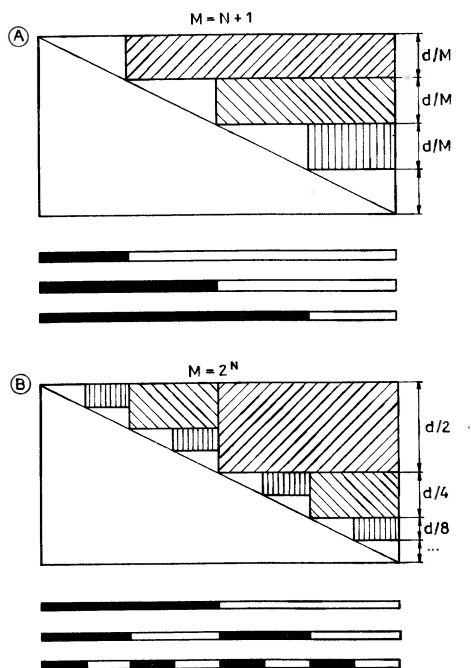 M = N + 1
A
d/M
d/M
d/M
M = 2^N
B
d/2
d/4
d/8
...